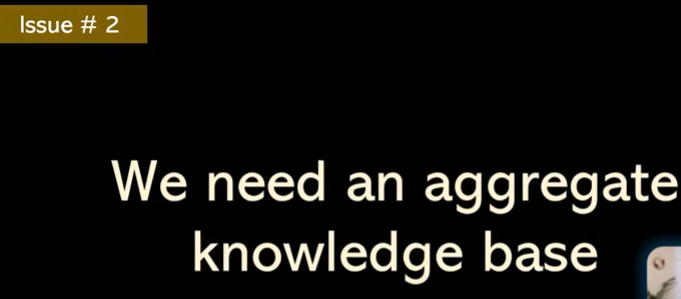 Issue # 2
We need an aggregate
knowledge base